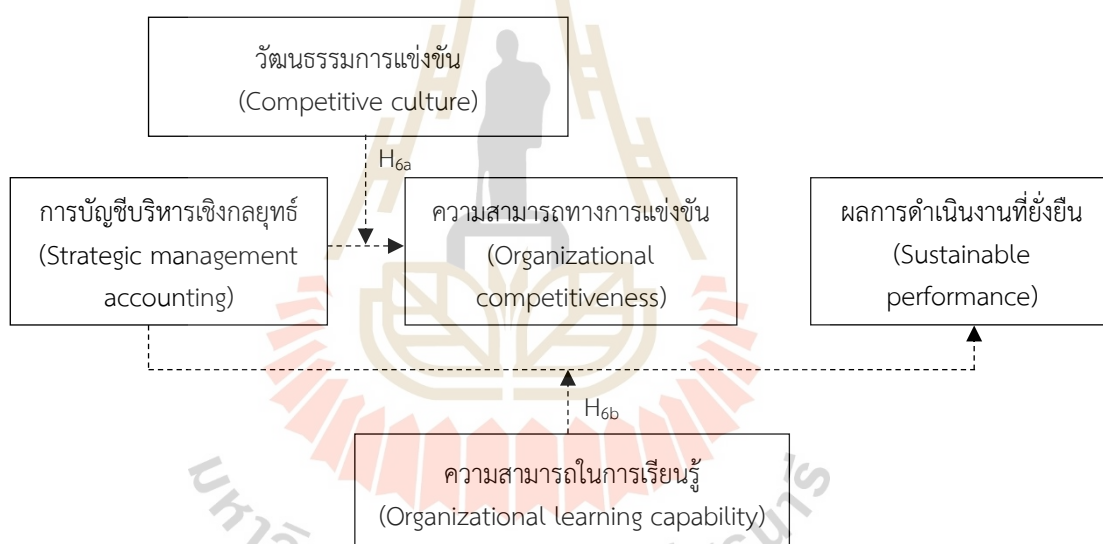 วัฒนธรรมการแข่งขัน
(Competitive culture)
H6a
การบัญชีบริหารเชิงกลยุทธ์
(Strategic management
accounting)
ความสามารถทางการแข่งขัน
(Organizational
competitiveness)
ผลการดำเนินงานที่ยั่งยืน
(Sustainable
performance)
H6b
ความสามารถในการเรียนรู้
(Organizational learning capability)